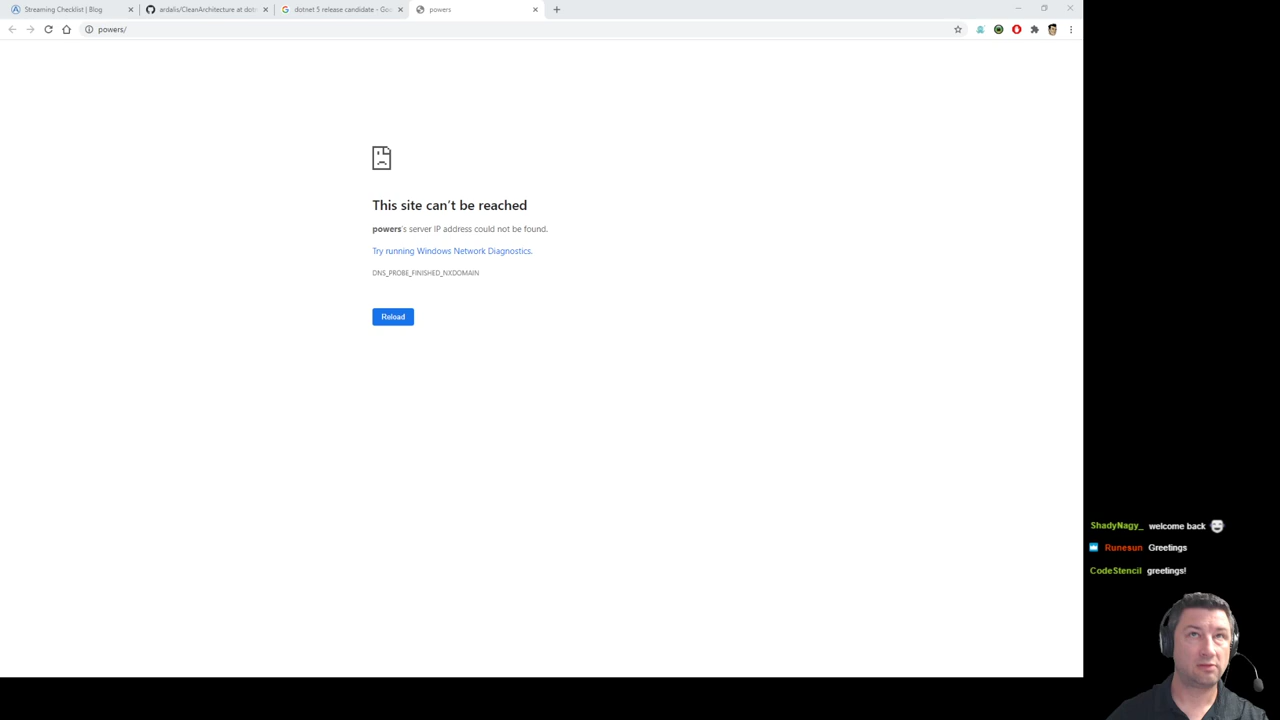 Streaming Checklist | Blog
ardalis/CleanArchitecture at dotn
dotnet 5 release candidate - Goo
powers
powers/
This site can't be reached
powers's server IP address could not be found.
Try running Windows Network Diagnostics.
DNS_PROBE_FINISHED_NXDOMAIN
Reload
ShadyNagy_ welcome back
Runesun Greetings
CodeStencil greetings!